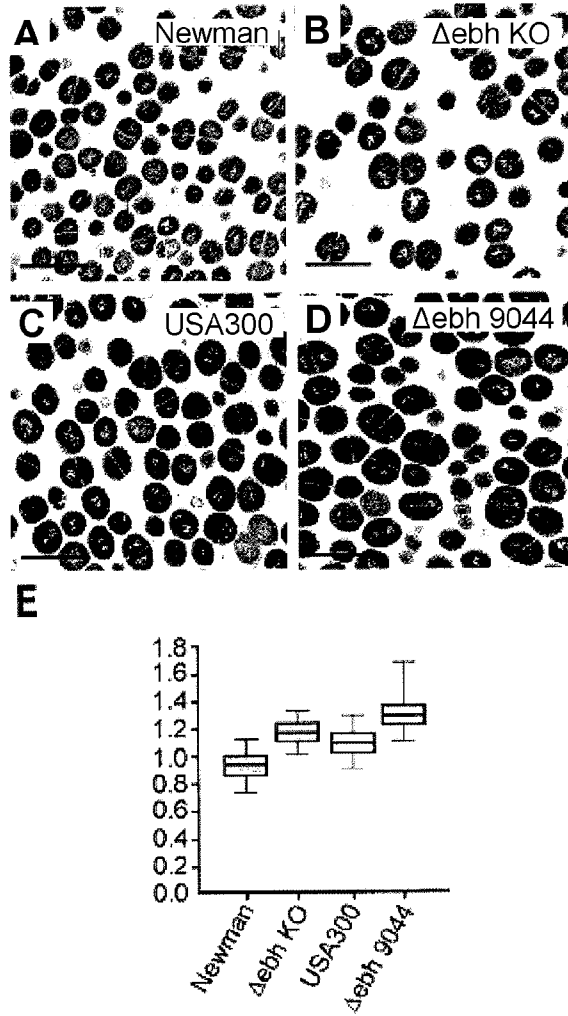 A Newman
B Δebh KO
C USA300
D Δebh 9044
E
1.8
1.6
1.4
1.2
1.0
0.8
0.6
0.4
0.2
0.0
Newman
Δebh KO
USA300
Δebh 9044